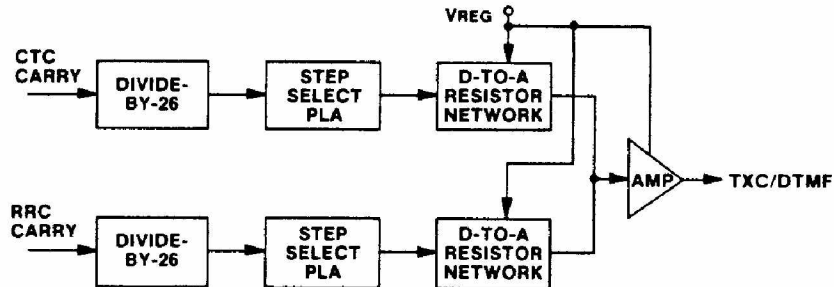 VREG
CTC
CARRY
DIVIDE-
BY-26
STEP
SELECT
PLA
D-TO-A
RESISTOR
NETWORK
AMP
TXC/DTMF
RRC
CARRY
DIVIDE-
BY-26
STEP
SELECT
PLA
D-TO-A
RESISTOR
NETWORK